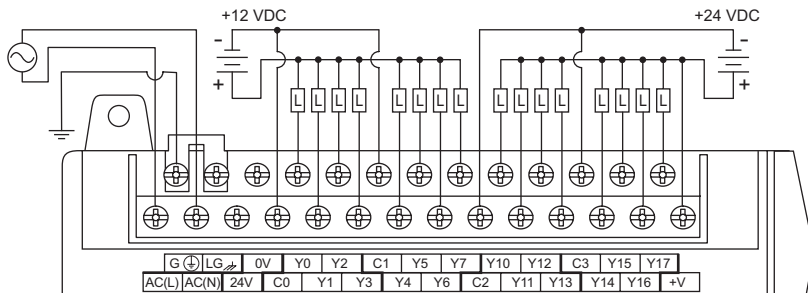 +12 VDC +24 VDC
- -
+ +
L L L L L L L L L L L L L L L L
G LG 0V Y0 Y2 C1 Y5 Y7 Y10 Y12 C3 Y15 Y17
AC(L) AC(N) 24V C0 Y1 Y3 Y4 Y6 C2 Y11 Y13 Y14 Y16 +V